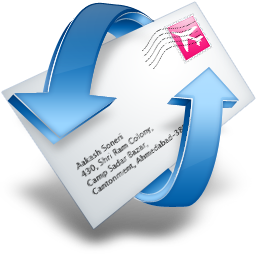 Aakash Soneri
430, Shri Ram Colony,
Camp Sadar Bazar,
Cantonment, Ahmedabad-38